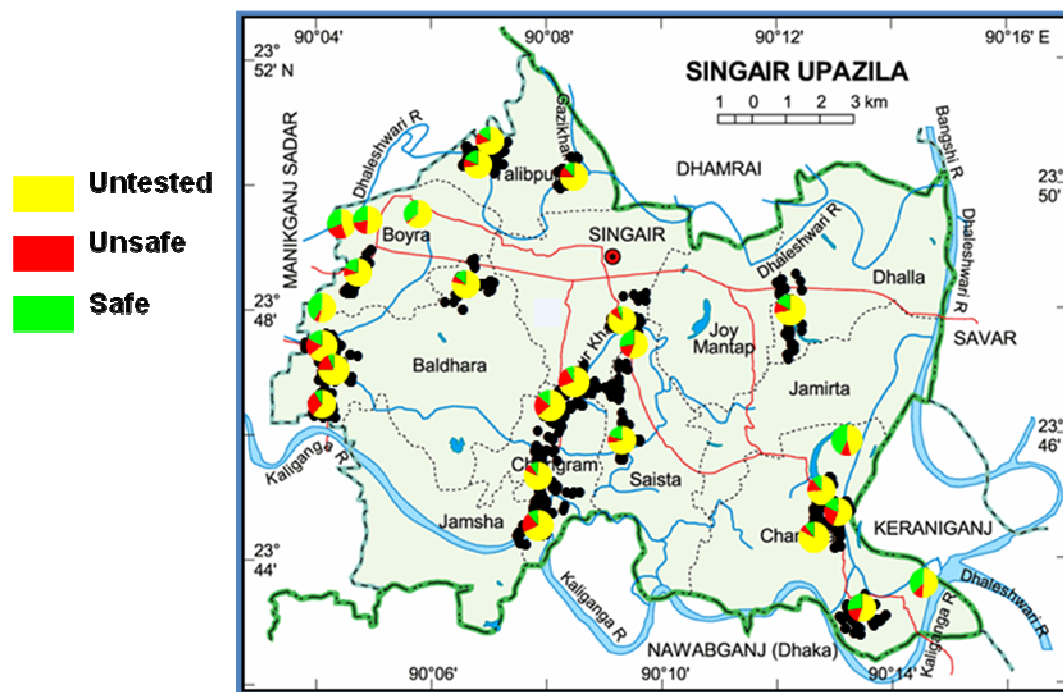 Untested
Unsafe
Safe
90°04'
90°08'
90°12'
90°16' E
23°
52' N
SINGAIR UPAZILA
1 0 1 2 3 km
MANIKGANJ SADAR
Dhaleshwari R
Gazikhal
Bangshi R
DHAMRAI
Talibpu
23°
50'
Boyra
SINGAIR
Dhaleshwari R
Dhaleshwari R
Dhalla
23°
48'
Joy
Mantap
SAVAR
Baldhara
Jamirta
23°
46'
Kaliganga R
Saista
Jamsha
Char
KERANIGANJ
23°
44'
Kaliganga R
Dhaleshwari R
Kaliganga R
NAWABGANJ (Dhaka)
90°06'
90°10'
90°14'